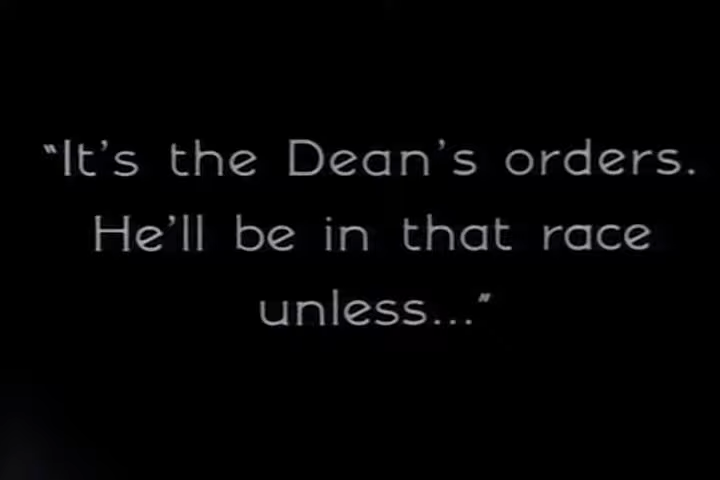 "It's the Dean's orders.
He'll be in that race
unless..."